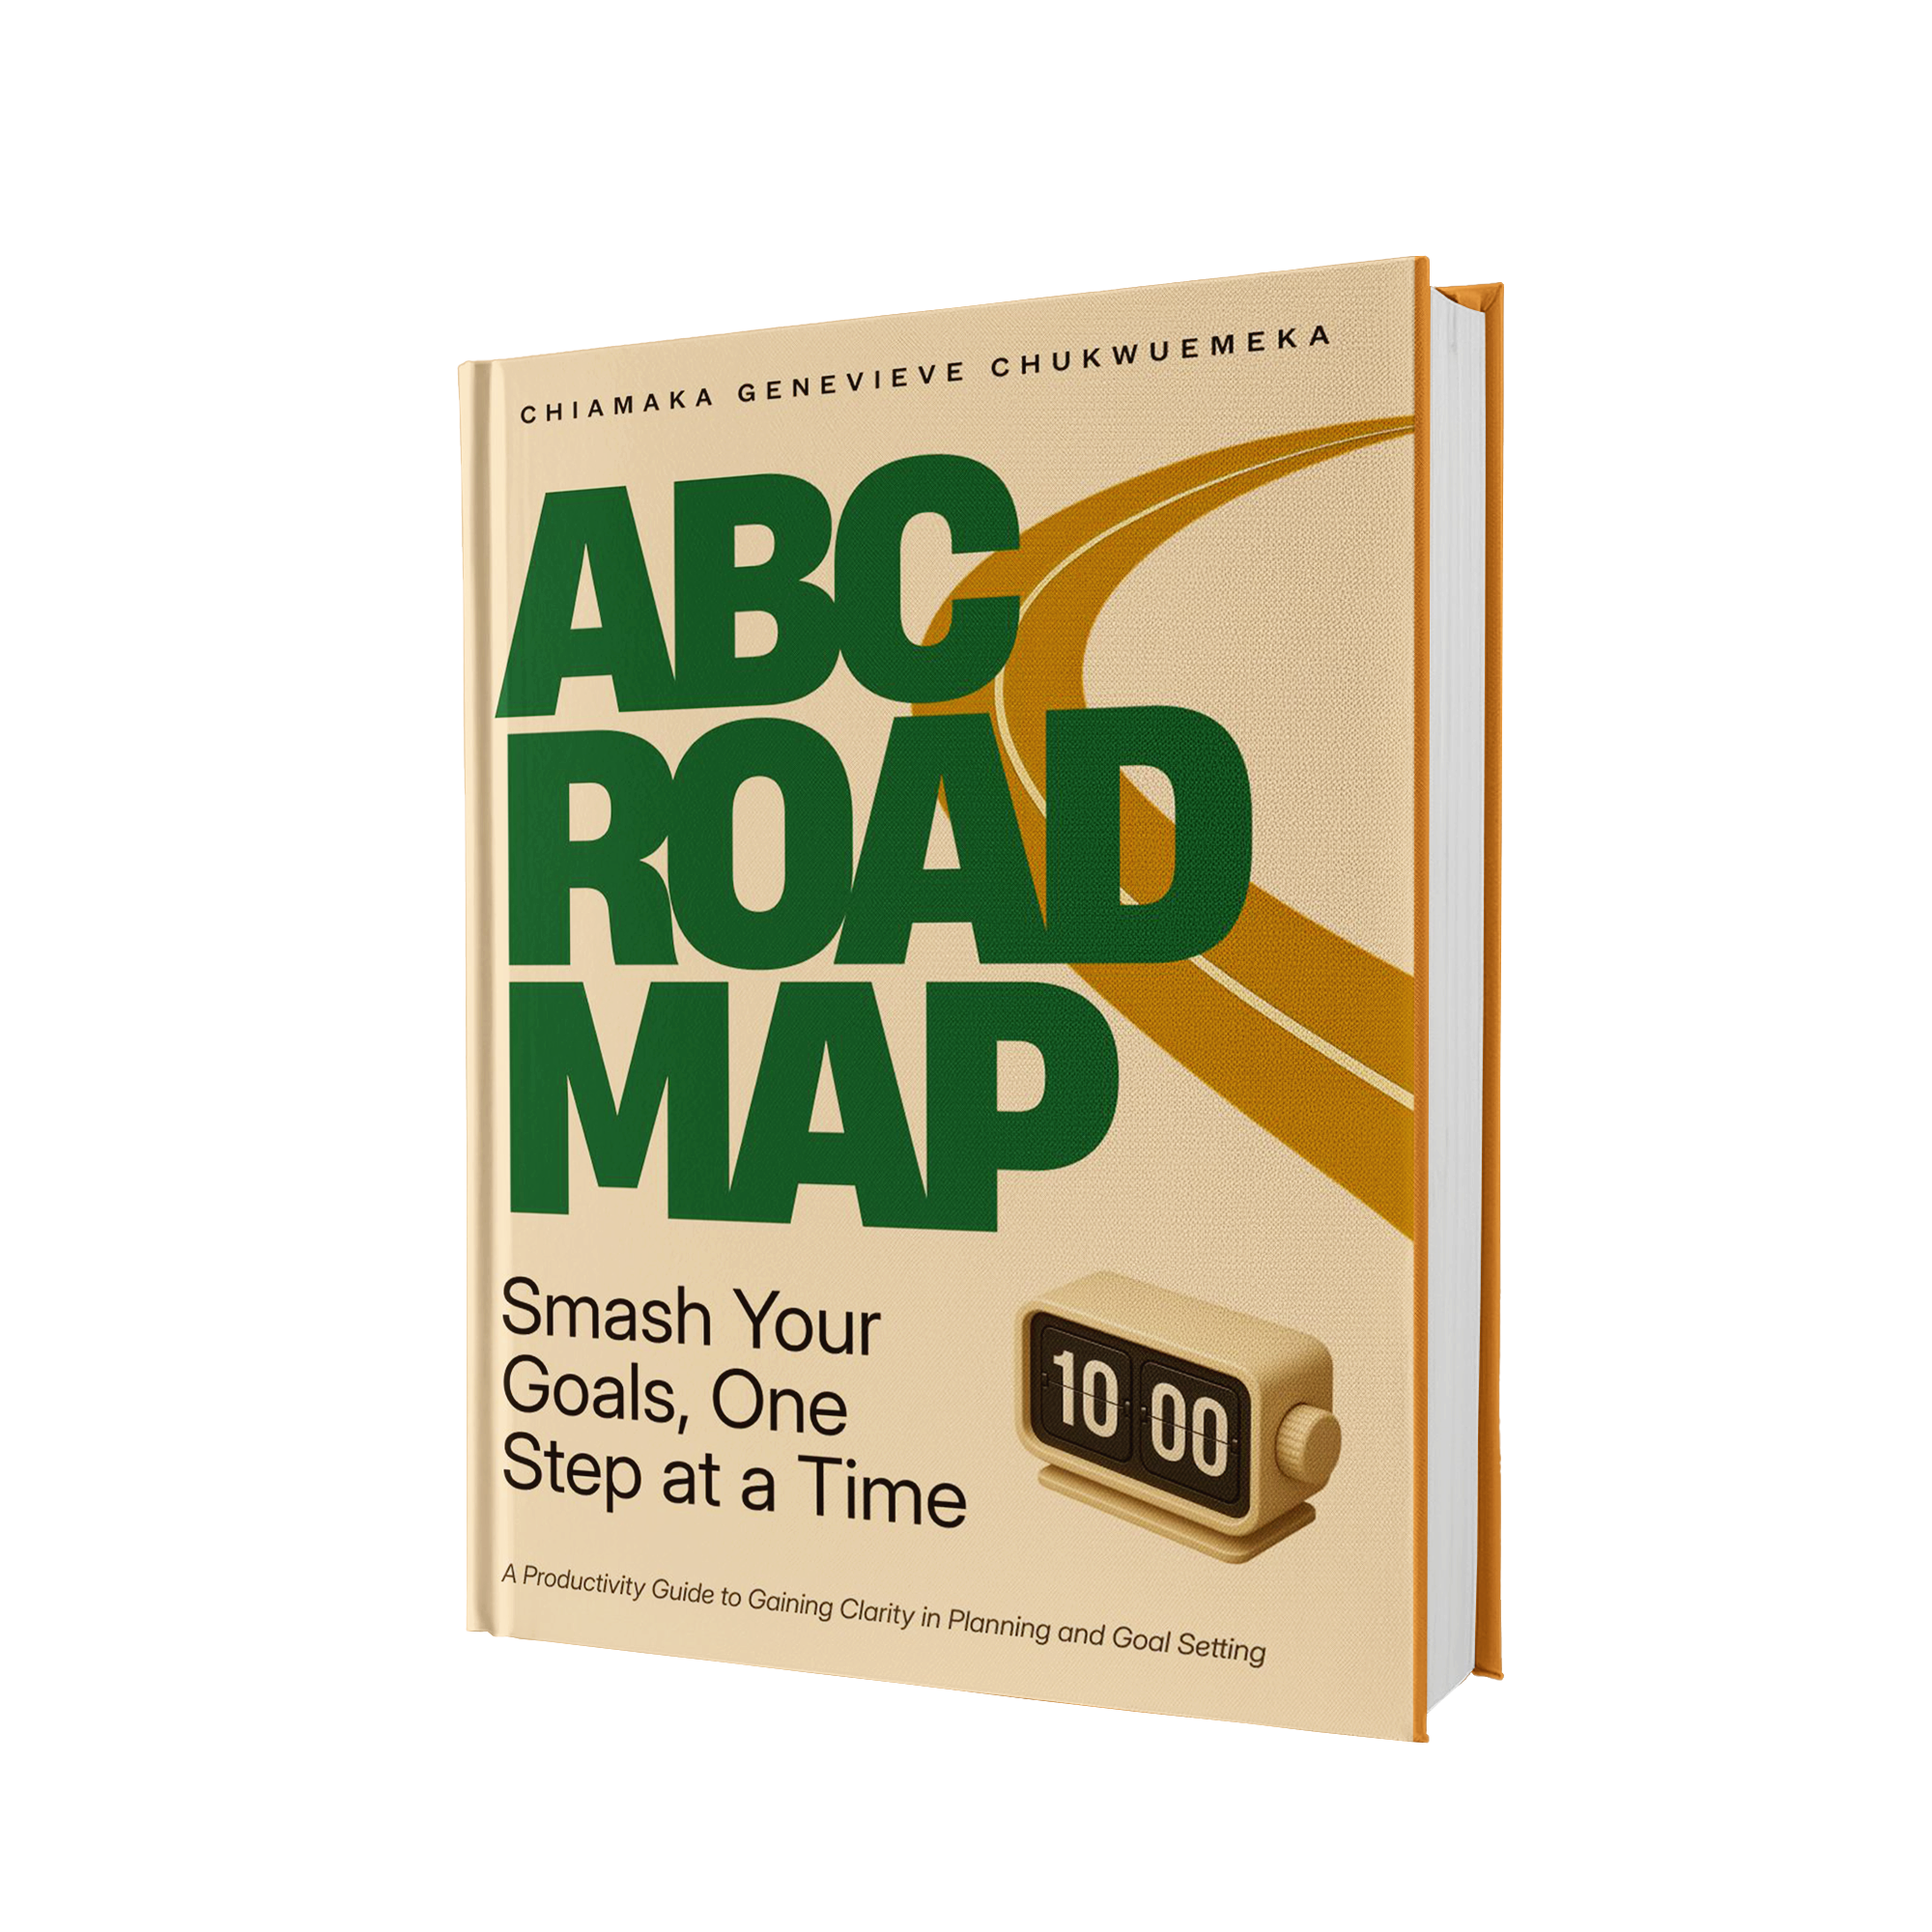 CHIAMAKA GENEVIEVE CHUKWUEMEKA
ABC
ROAD
MAP
Smash Your
Goals, One
Step at a Time
10 00
A Productivity Guide to Gaining Clarity in Planning and Goal Setting